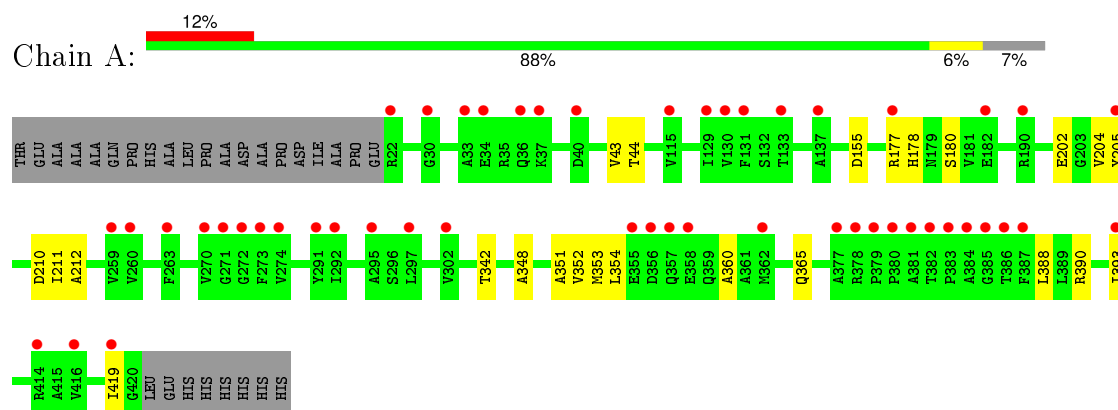 12%
Chain A:
88% 6% 7%
THR GLU ALA ALA ALA GLN PRO HIS ALA LEU PRO ALA ASP ALA PRO ASP ILE ALA PRO GLU R22 G30 A33 E34 R35 Q36 K37 D40 V43 T44 V115 I129 V130 F131 S132 T133 A137 D155 R177 H178 N179 S180 V181 E182 R190 E202 G203 V204 Y205
D210 I211 A212 V259 V260 F263 V270 G271 G272 F273 V274 Y291 I292 A295 S296 L297 V302 T342 A348 A351 V352 M353 L354 E355 D356 Q357 E358 Q359 A360 A361 M362 Q365 A377 R378 P379 P380 A381 T382 P383 A384 G385 T386 F387 L388 L389 R390 I393
R414 A415 V416 I419 G420 LEU GLU HIS HIS HIS HIS HIS HIS